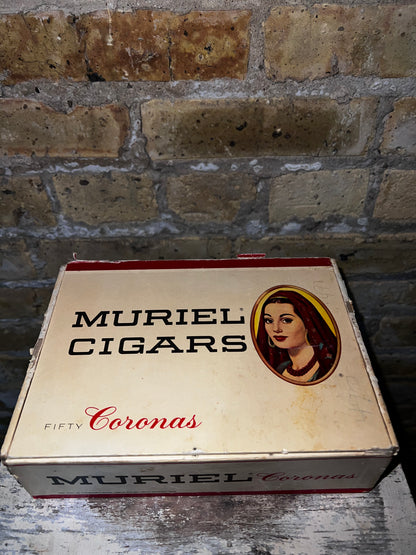 MURIEL
CIGARS
FIFTY Coronas
MURIEL Coronas